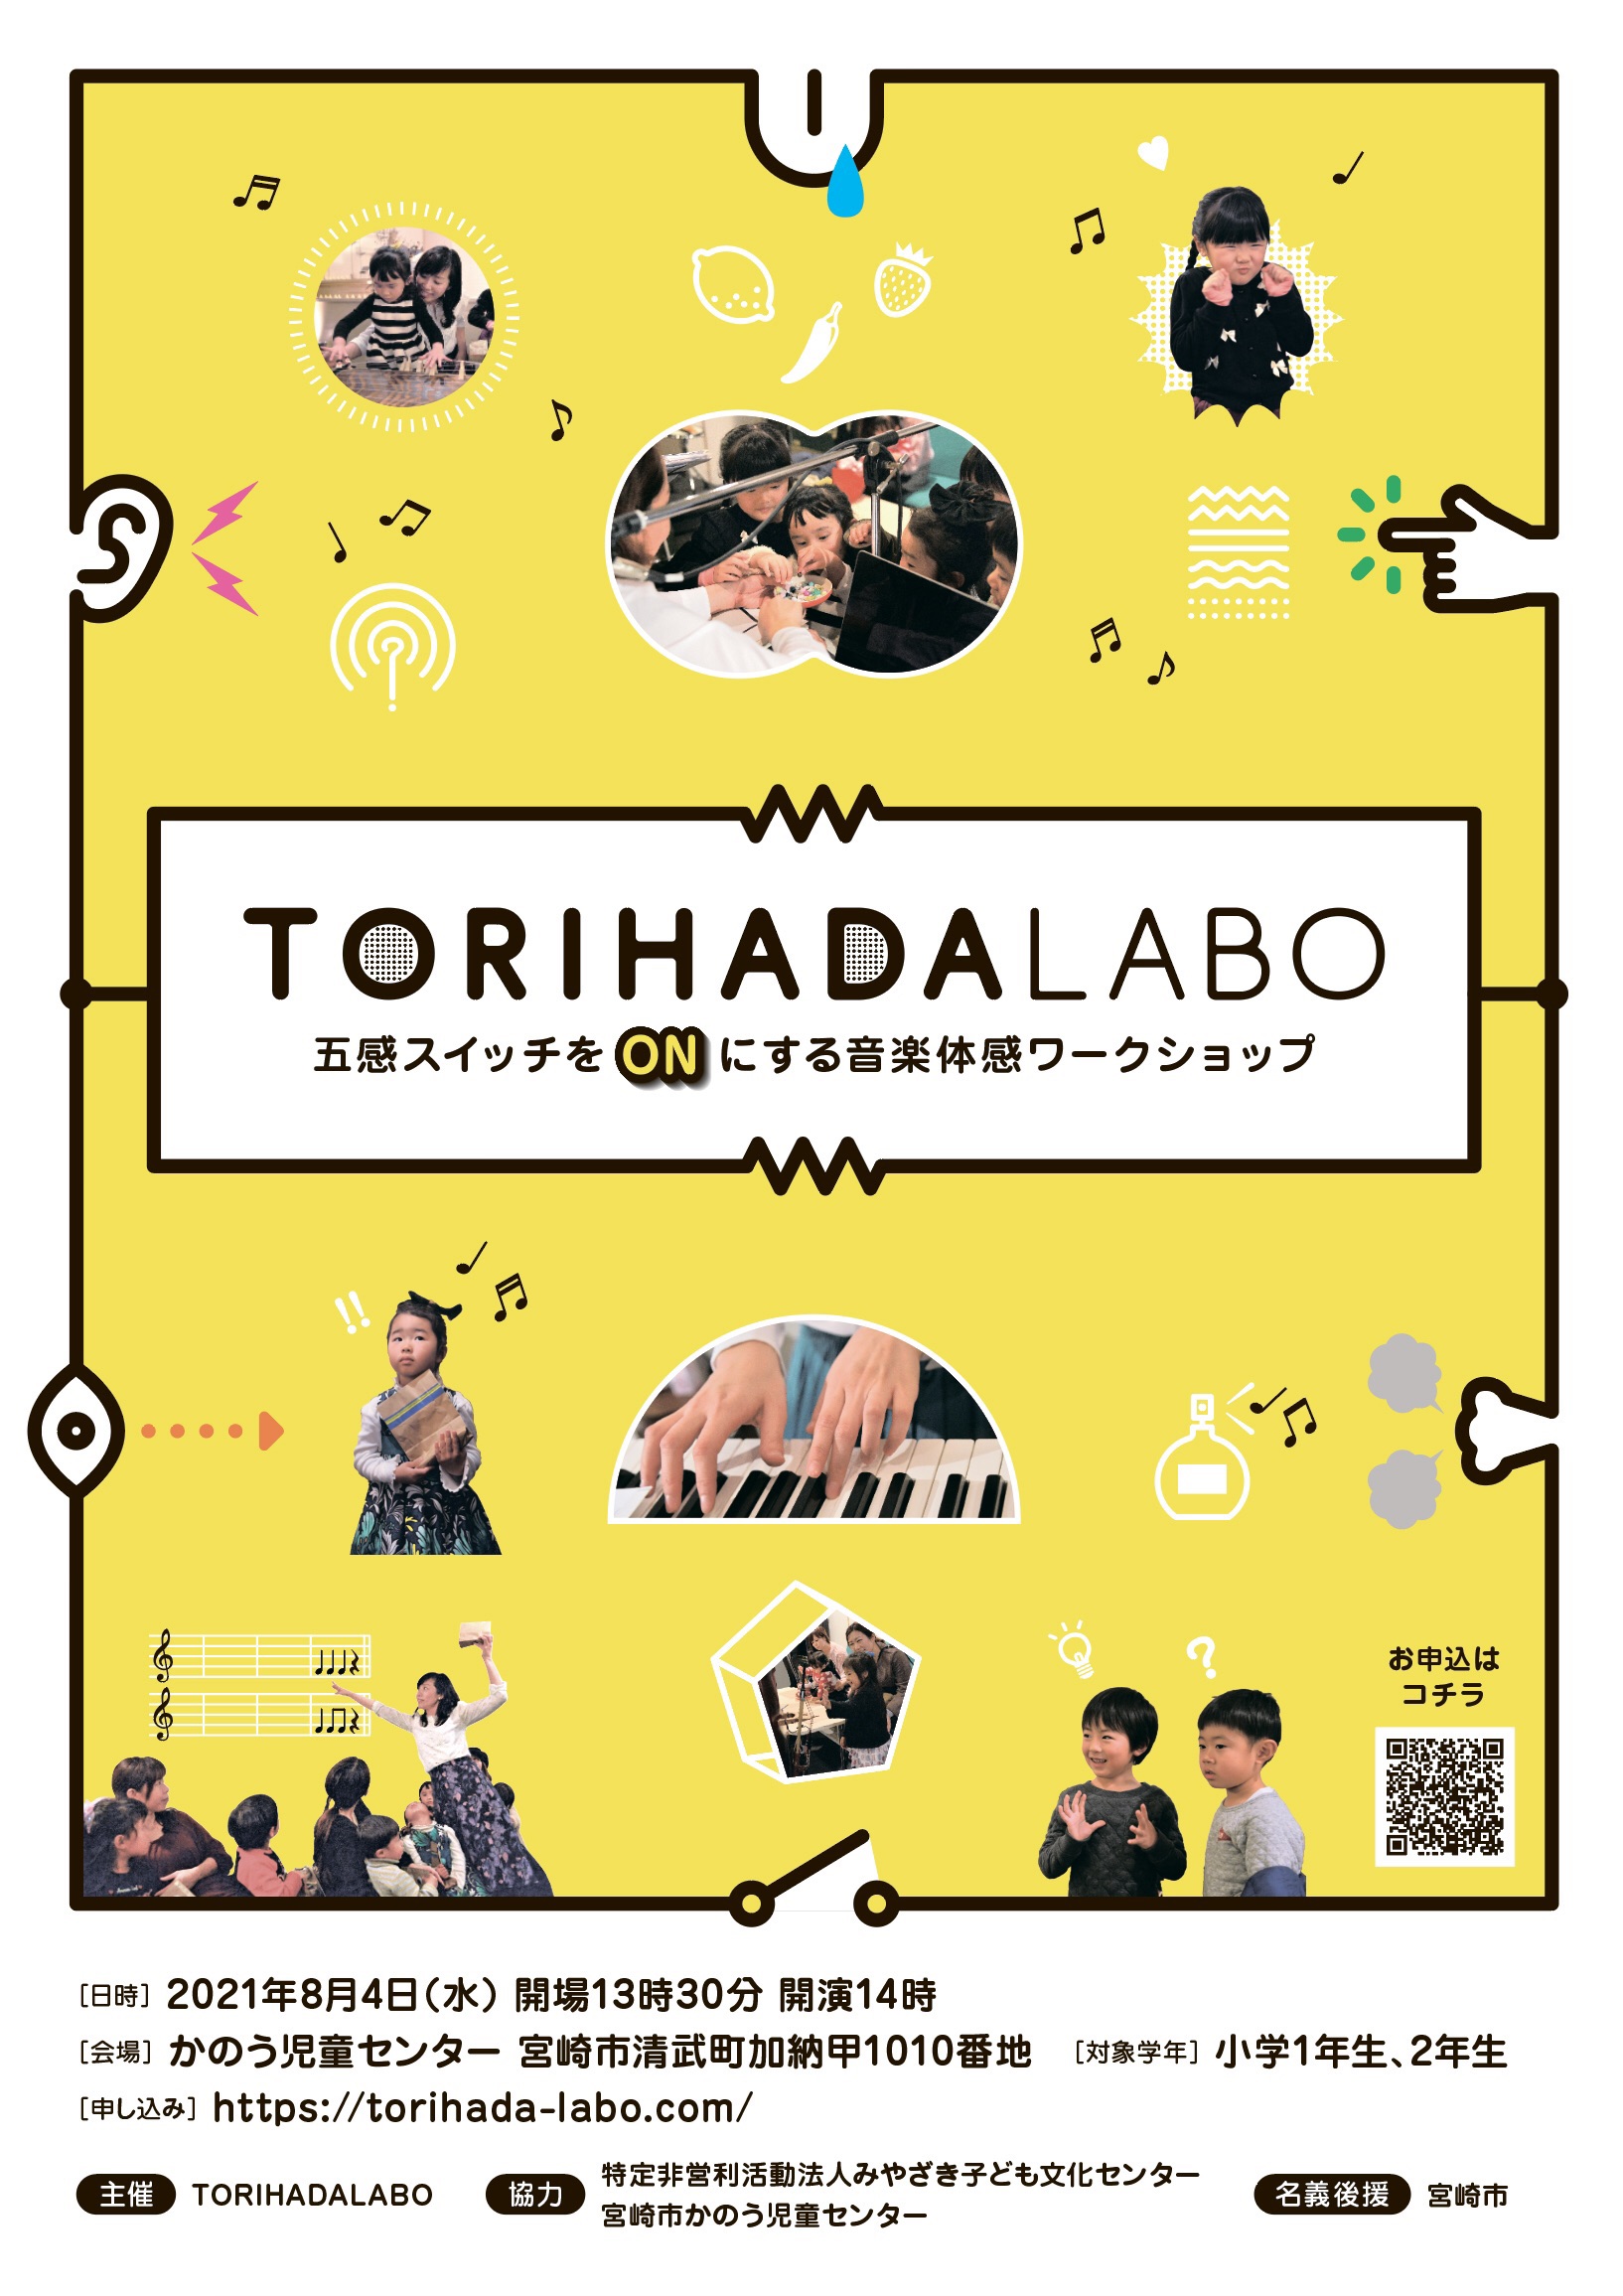 TORIHADALABO
五感スイッチをONにする音楽体感ワークショップ
!!
?
お申込は
コチラ
[日時] 2021年8月4日(水) 開場13時30分 開演14時
[会場] かのう児童センター 宮崎市清武町加納甲1010番地 [対象学年] 小学1年生、2年生
[申し込み] https://torihada-labo.com/
主催 TORIHADALABO
協力 特定非営利活動法人みやざき子ども文化センター
宮崎市かのう児童センター
名義後援 宮崎市